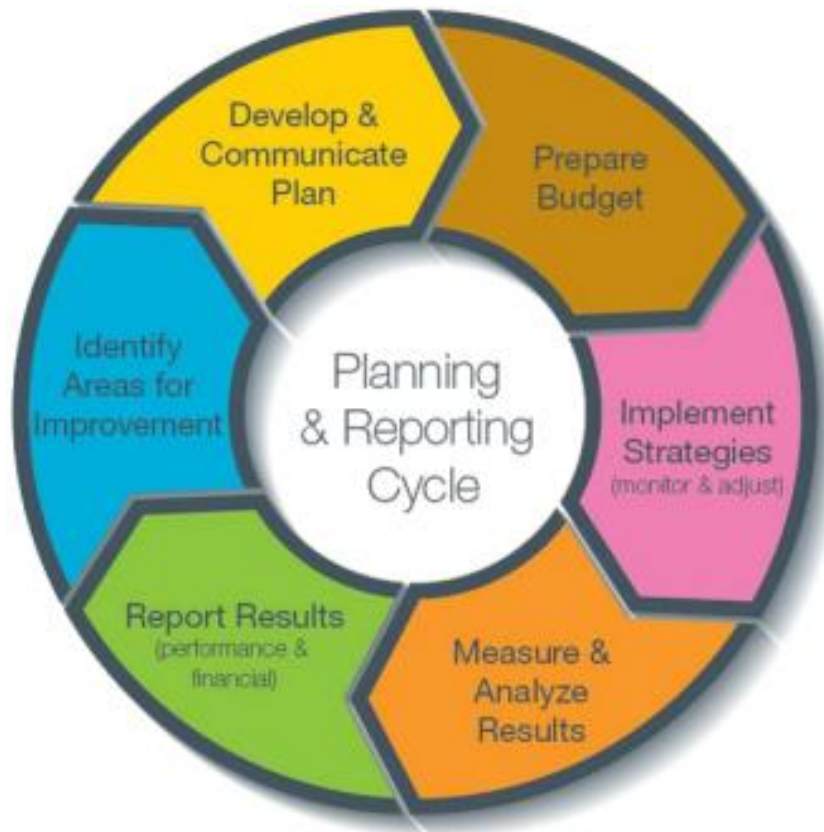 Develop &
Communicate
Plan
Prepare
Budget
Implement
Strategies
(monitor & adjust)
Measure &
Analyze
Results
Report Results
(performance &
financial)
Identify
Areas for
Improvement
Planning
& Reporting
Cycle